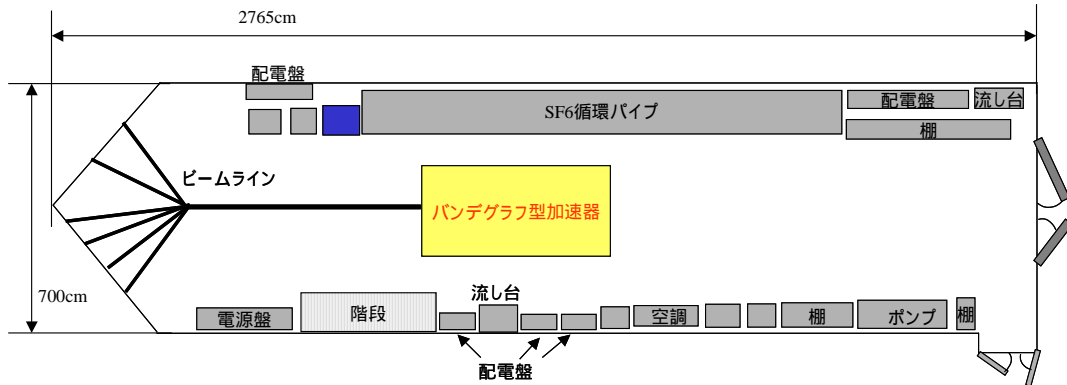 2765cm
配電盤
SF6循環パイプ
配電盤
流し台
棚
ビームライン
バンデグラフ型加速器
700cm
流し台
電源盤
階段
空調
棚
ポンプ
棚
配電盤